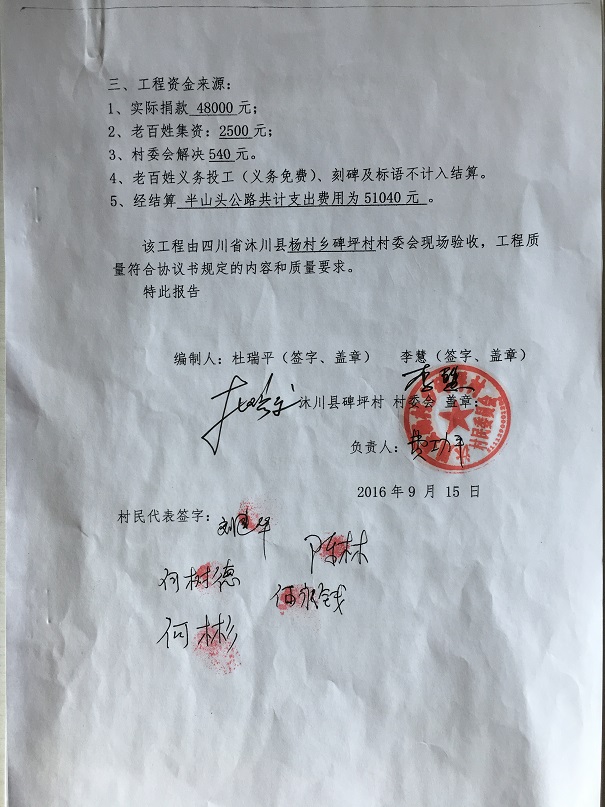 三、工程资金来源：
1、实际捐款 48000 元；
2、老百姓集资：2500 元；
3、村委会解决 540 元。
4、老百姓义务投工（义务免费）、刻碑及标语不计入结算。
5、经结算 半山头公路共计支出费用为 51040 元 。
该工程由四川省沐川县杨村乡碑坪村村委会现场验收，工程质
量符合协议书规定的内容和质量要求。
特此报告
编制人：杜瑞平（签字、盖章） 李慧（签字、盖章）
李慧
沐川县碑坪村 村委会 盖章：
村民委员会
负责人：
2016 年 9 月 15 日
村民代表签字：
陈林
何树德
何彬